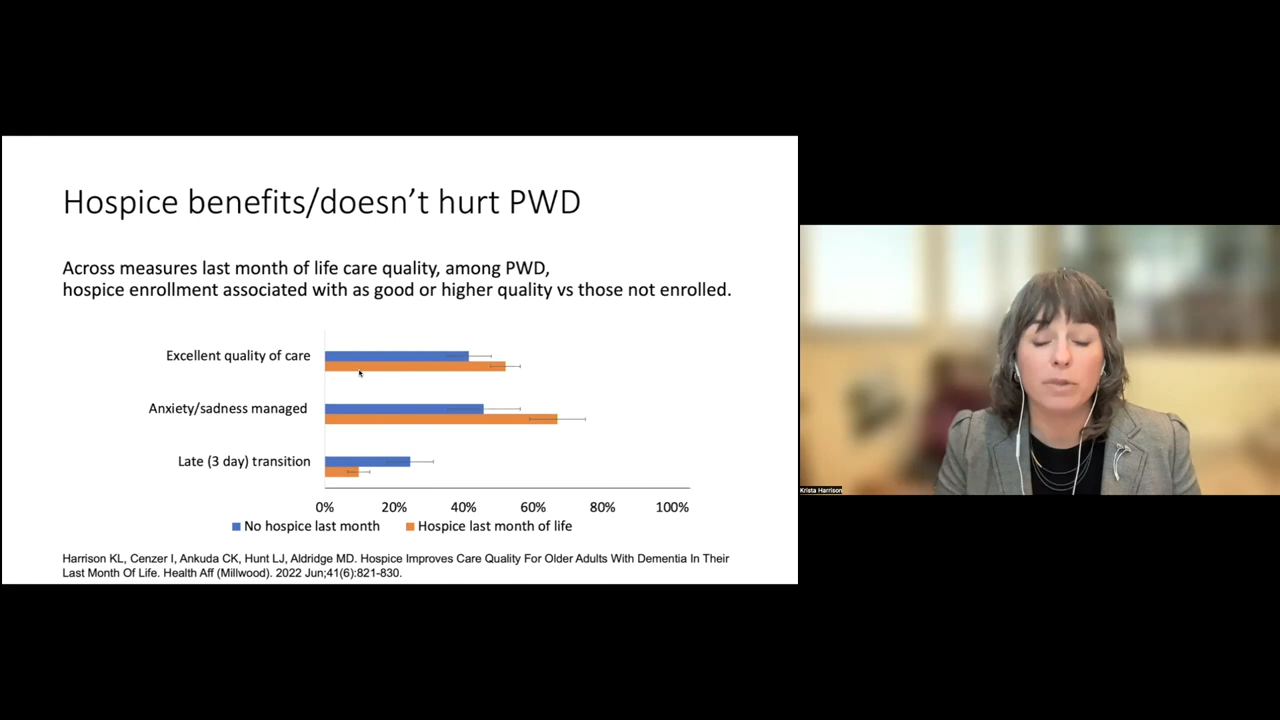 Hospice benefits/doesn’t hurt PWD
Across measures last month of life care quality, among PWD,
hospice enrollment associated with as good or higher quality vs those not enrolled.
Excellent quality of care
Anxiety/sadness managed
Late (3 day) transition
0% 20% 40% 60% 80% 100%
No hospice last month Hospice last month of life
Harrison KL, Cenzer I, Ankuda CK, Hunt LJ, Aldridge MD. Hospice Improves Care Quality For Older Adults With Dementia In Their
Last Month Of Life. Health Aff (Millwood). 2022 Jun;41(6):821-830.
Krista Harrison